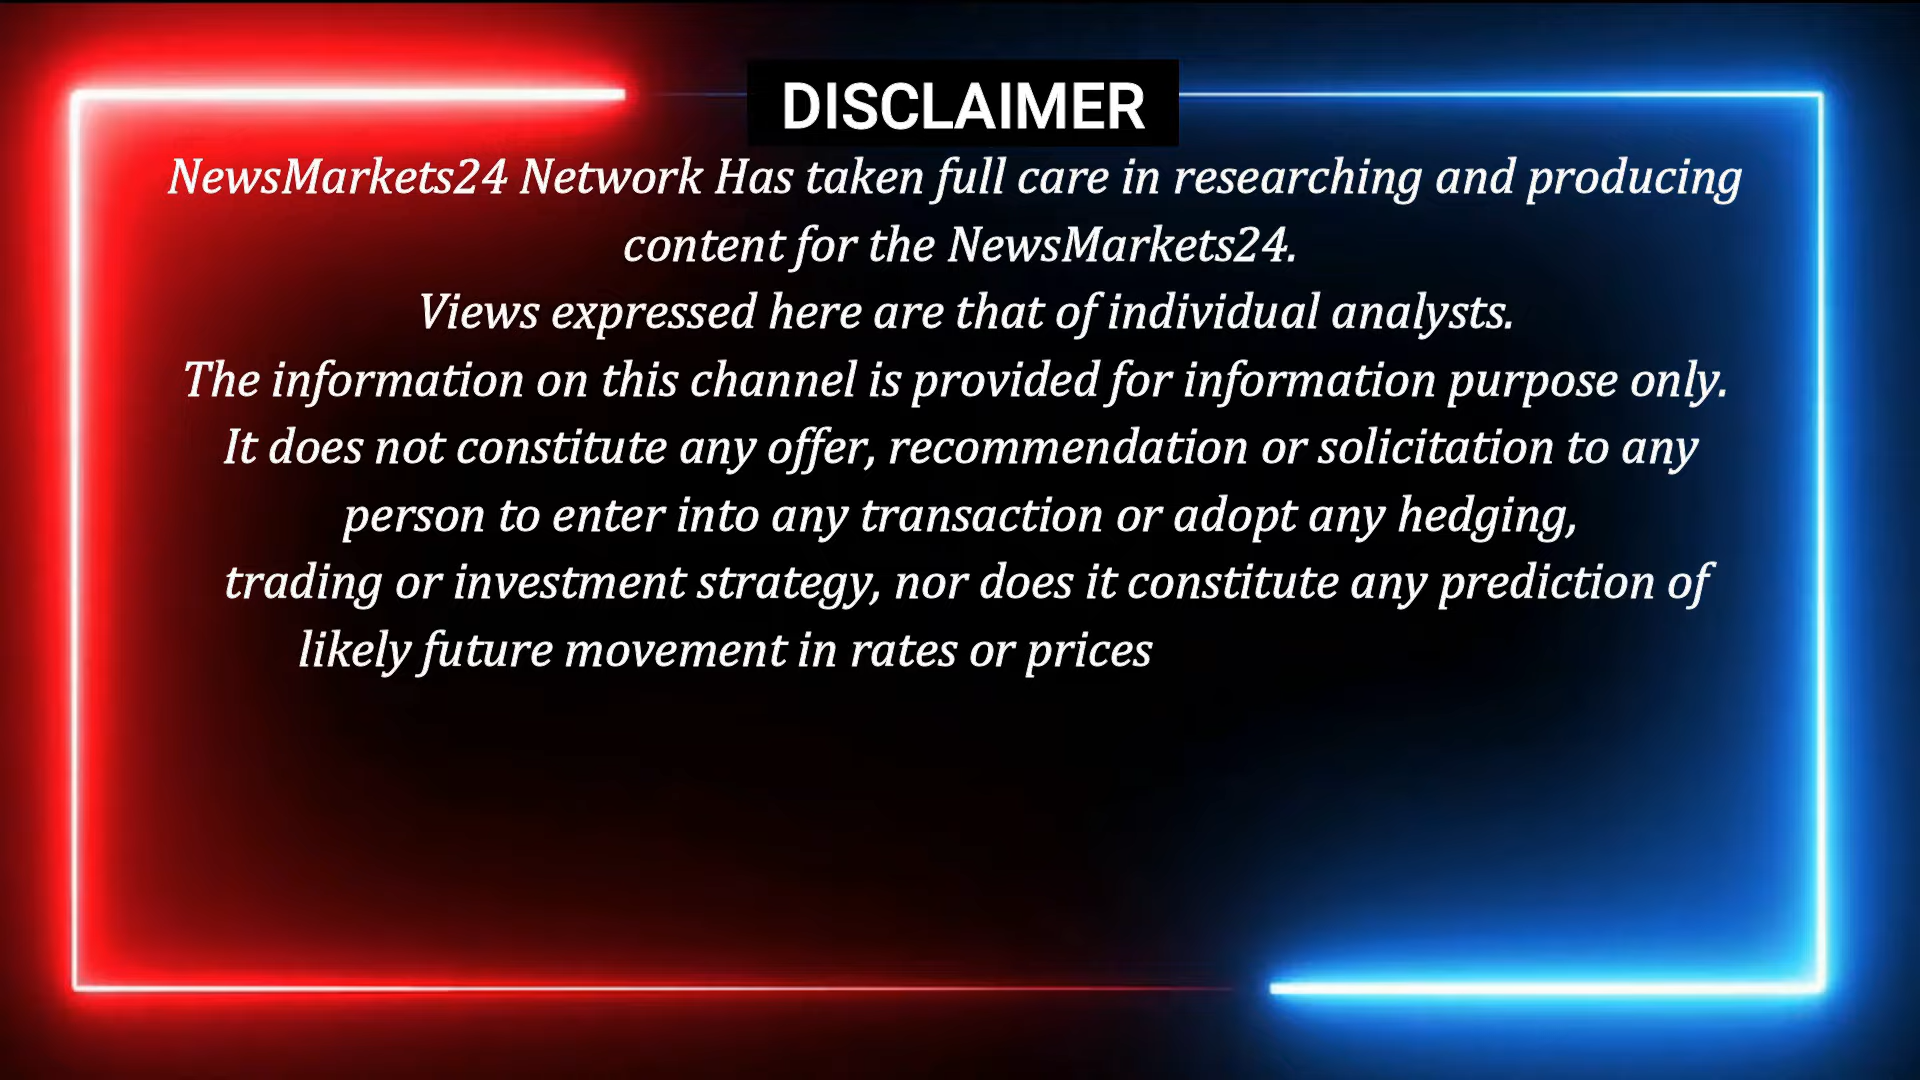 DISCLAIMER
NewsMarkets24 Network Has taken full care in researching and producing
content for the NewsMarkets24.
Views expressed here are that of individual analysts.
The information on this channel is provided for information purpose only.
It does not constitute any offer, recommendation or solicitation to any
person to enter into any transaction or adopt any hedging,
trading or investment strategy, nor does it constitute any prediction of
likely future movement in rates or prices